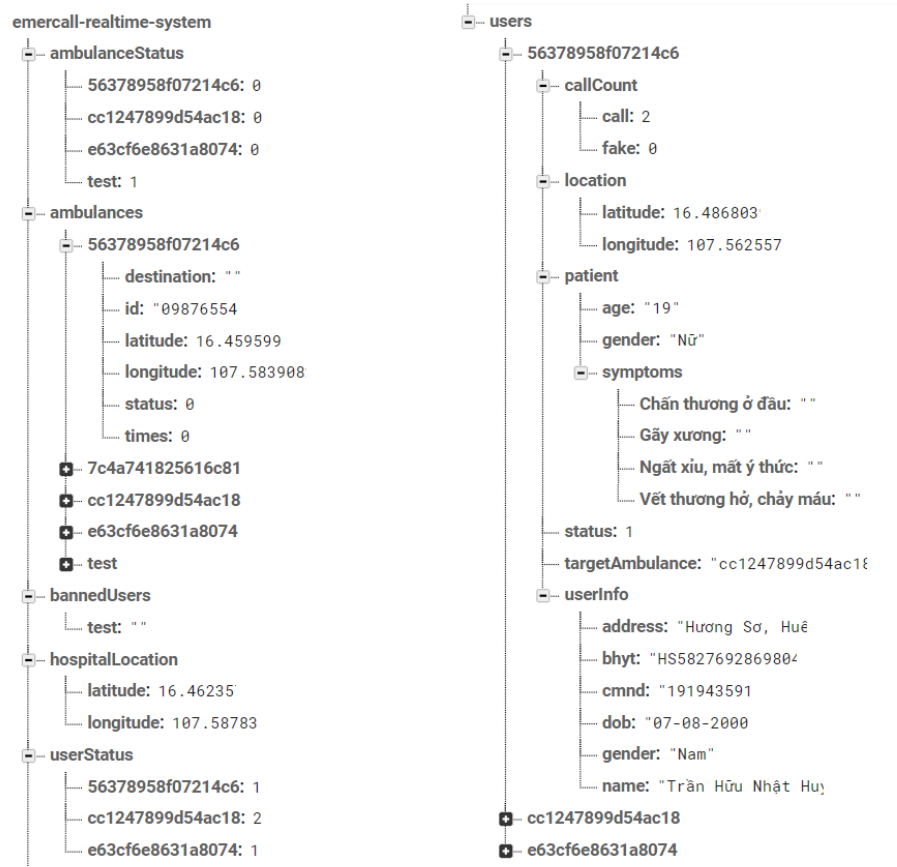 emercall-realtime-system
ambulanceStatus
56378958f07214c6: 0
cc1247899d54ac18: 0
e63cf6e8631a8074: 0
test: 1
ambulances
56378958f07214c6
destination: ""
id: "09876554
latitude: 16.459599
longitude: 107.583908
status: 0
times: 0
7c4a741825616c81
cc1247899d54ac18
e63cf6e8631a8074
test
bannedUsers
test: ""
hospitalLocation
latitude: 16.46235
longitude: 107.58783
userStatus
56378958f07214c6: 1
cc1247899d54ac18: 2
e63cf6e8631a8074: 1
users
56378958f07214c6
callCount
call: 2
fake: 0
location
latitude: 16.486803
longitude: 107.562557
patient
age: "19"
gender: "Nữ"
symptoms
Chấn thương ở đầu: ""
Gãy xương: ""
Ngất xỉu, mất ý thức: ""
Vết thương hở, chảy máu: ""
status: 1
targetAmbulance: "cc1247899d54ac18
userInfo
address: "Hương Sơ, Huế
bhyt: "HS5827692869804
cmnd: "191943591
dob: "07-08-2000
gender: "Nam"
name: "Trần Hữu Nhật Huy
cc1247899d54ac18
e63cf6e8631a8074